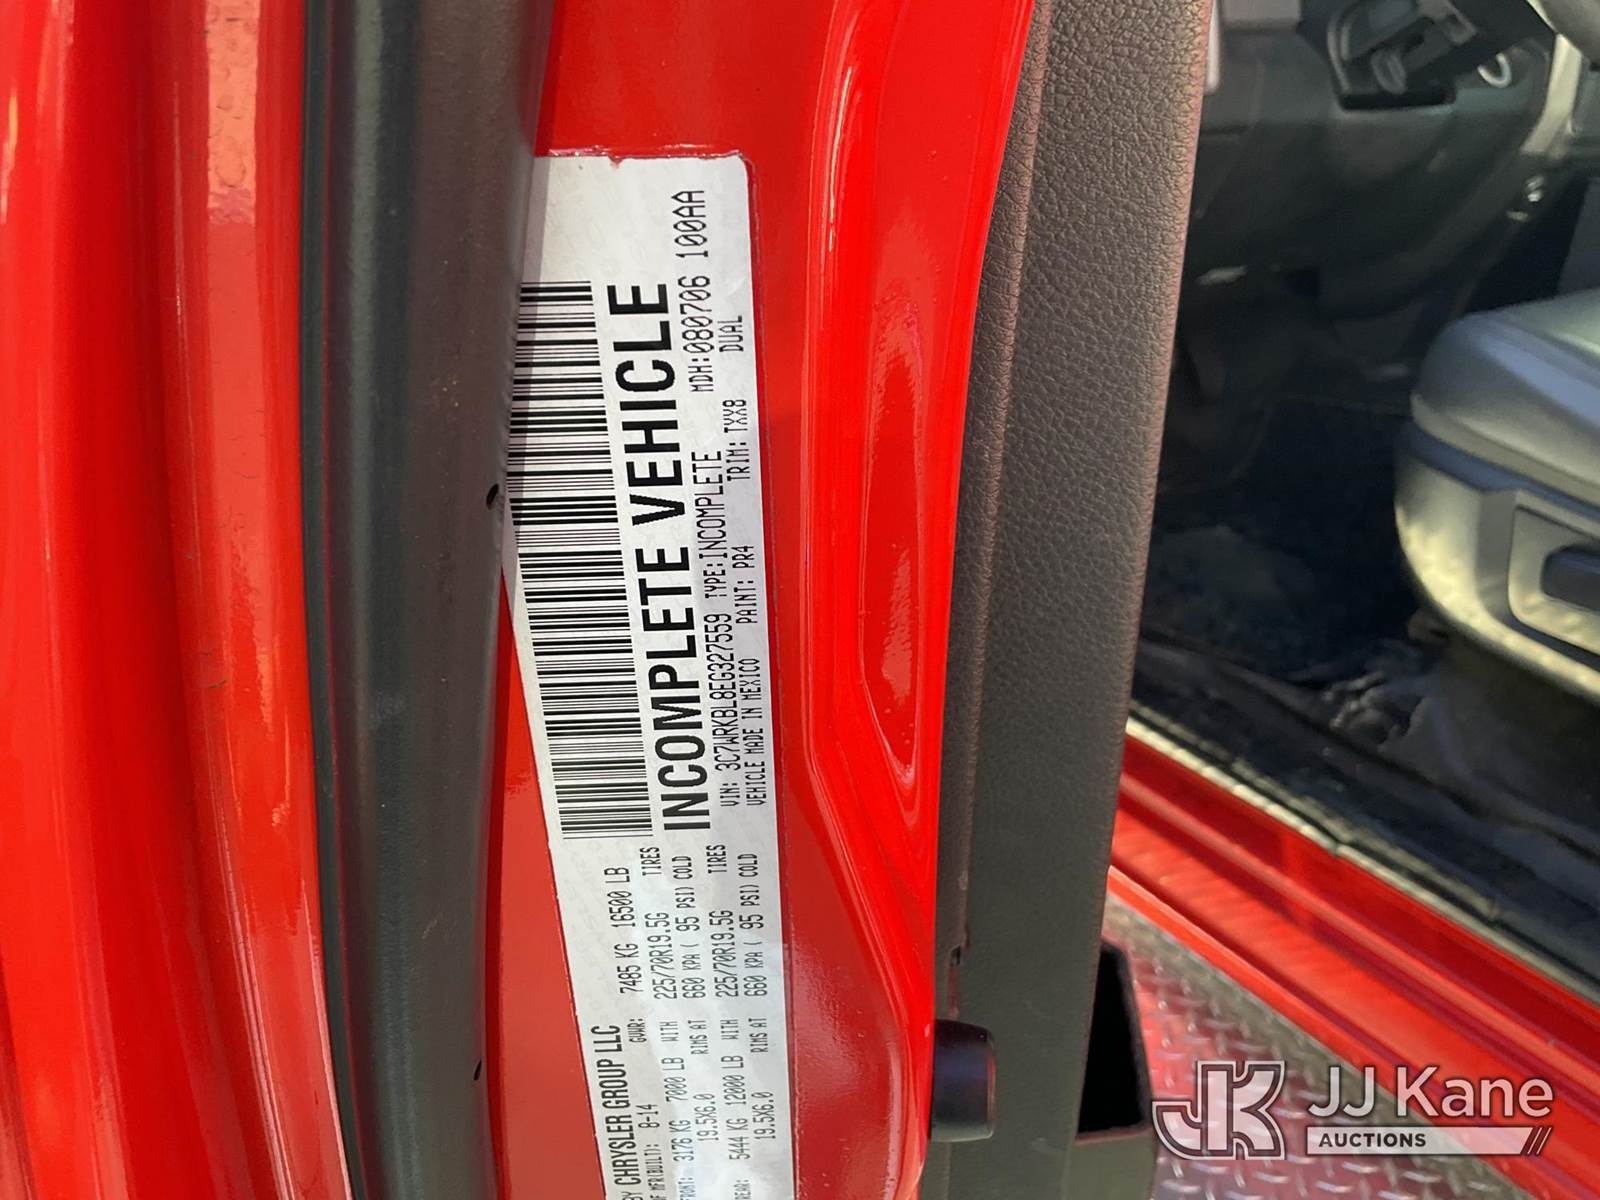 BY CHRYSLER GROUP LLC
OF MFR(BUILT): 8-14 GVWR: 7485 KG 16500 LB
FRONT: 3176 KG 7000 LB WITH 225/70R19.5G TIRES
19.5X6.0 RIMS AT 660 KPA ( 95 PSI) COLD
REAR: 5444 KG 12000 LB WITH 225/70R19.5G TIRES
19.5X6.0 RIMS AT 660 KPA ( 95 PSI) COLD
INCOMPLETE VEHICLE
VIN: 3C7WRKBL8EG327559 TYPE:INCOMPLETE MDH:080706 100AA
VEHICLE MADE IN MEXICO PAINT: PR4 TRIM: TXX8 DUAL
JK JJ Kane
AUCTIONS